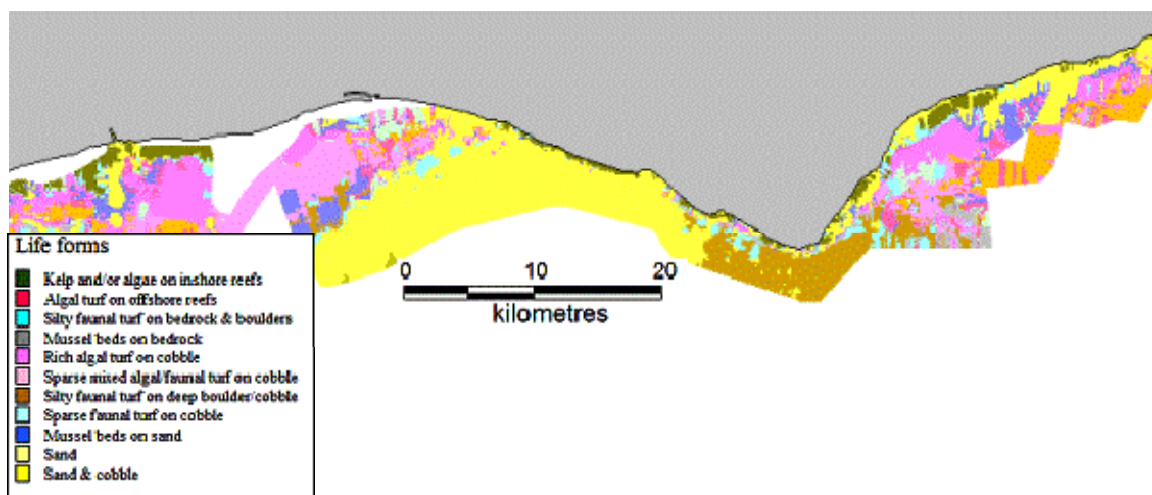 Life forms
Kelp and/or algae on inshore reefs
Algal turf on offshore reefs
Silty faunal turf on bedrock & boulders
Mussel beds on bedrock
Rich algal turf on cobble
Sparse mixed algal/faunal turf on cobble
Silty faunal turf on deep boulder/cobble
Sparse faunal turf on cobble
Mussel beds on sand
Sand
Sand & cobble
0 10 20
kilometres